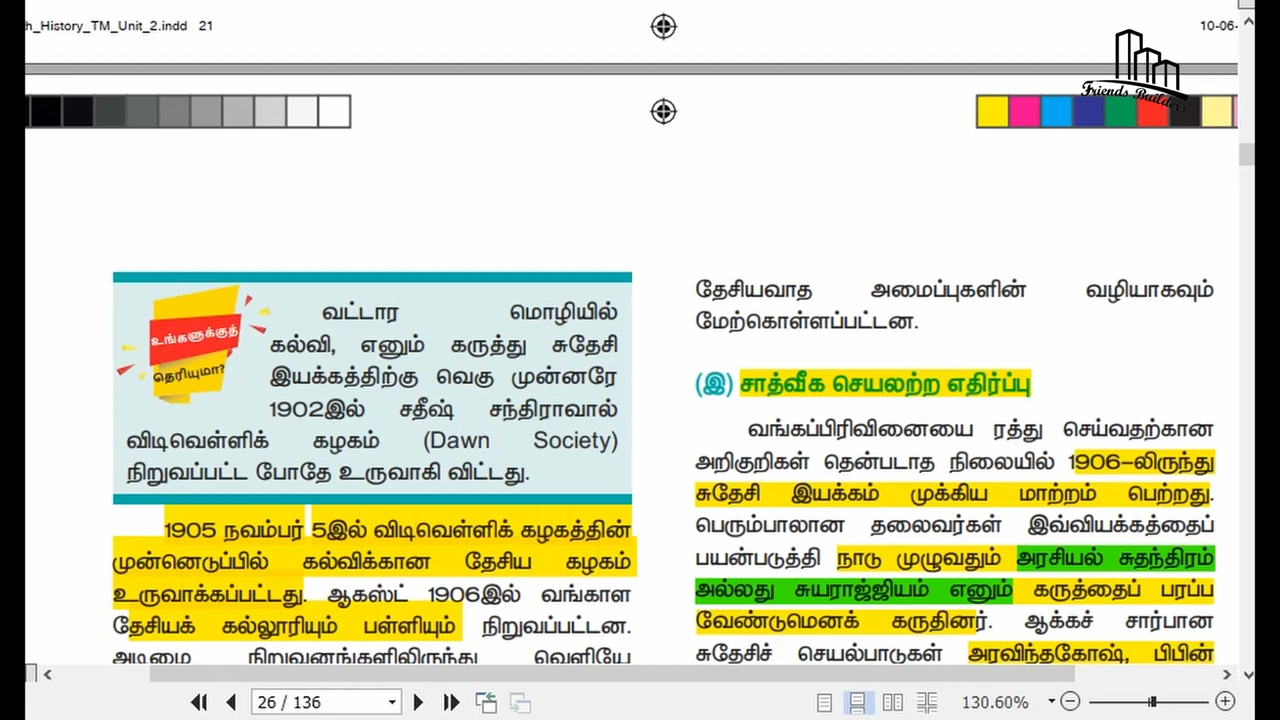 h_History_TM_Unit_2.indd 21
10-06-
Friends Builders
உங்களுக்குத்
தெரியுமா?
வட்டார மொழியில்
கல்வி, எனும் கருத்து சுதேசி
இயக்கத்திற்கு வெகு முன்னரே
1902இல் சதீஷ் சந்திராவால்
விடிவெள்ளிக் கழகம் (Dawn Society)
நிறுவப்பட்ட போதே உருவாகி விட்டது.
1905 நவம்பர் 5இல் விடிவெள்ளிக் கழகத்தின்
முன்னெடுப்பில் கல்விக்கான தேசிய கழகம்
உருவாக்கப்பட்டது. ஆகஸ்ட் 1906இல் வங்காள
தேசியக் கல்லூரியும் பள்ளியும் நிறுவப்பட்டன.
அடிமை நிறுவனங்களிலிருந்து வெளியே
தேசியவாத அமைப்புகளின் வழியாகவும்
மேற்கொள்ளப்பட்டன.
(இ) சாத்வீக செயலற்ற எதிர்ப்பு
வங்கப்பிரிவினையை ரத்து செய்வதற்கான
அறிகுறிகள் தென்படாத நிலையில் 1906–லிருந்து
சுதேசி இயக்கம் முக்கிய மாற்றம் பெற்றது.
பெரும்பாலான தலைவர்கள் இவ்வியக்கத்தைப்
பயன்படுத்தி நாடு முழுவதும் அரசியல் சுதந்திரம்
அல்லது சுயராஜ்ஜியம் எனும் கருத்தைப் பரப்ப
வேண்டுமெனக் கருதினர். ஆக்கச் சார்பான
சுதேசிச் செயல்பாடுகள் அரவிந்தகோஷ், பிபின்
26 / 136
130.60%